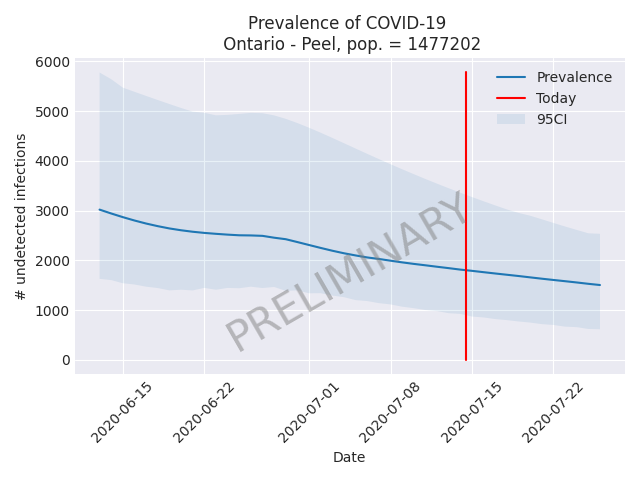 Prevalence of COVID-19
Ontario - Peel, pop. = 1477202
6000
5000
4000
3000
2000
1000
0
# undetected infections
Prevalence
Today
95CI
PRELIMINARY
2020-06-15
2020-06-22
2020-07-01
2020-07-08
2020-07-15
2020-07-22
Date